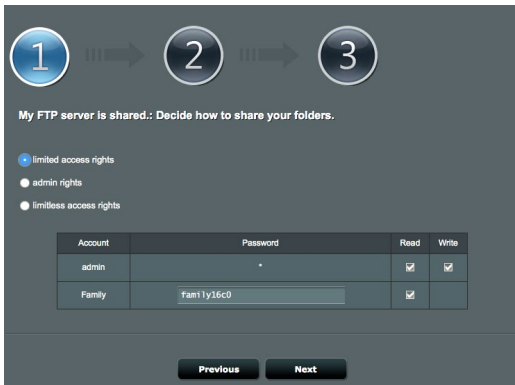 1 2 3
My FTP server is shared.: Decide how to share your folders.
limited access rights
admin rights
limitless access rights
Account Password Read Write
admin *
Family family16c0
Previous Next